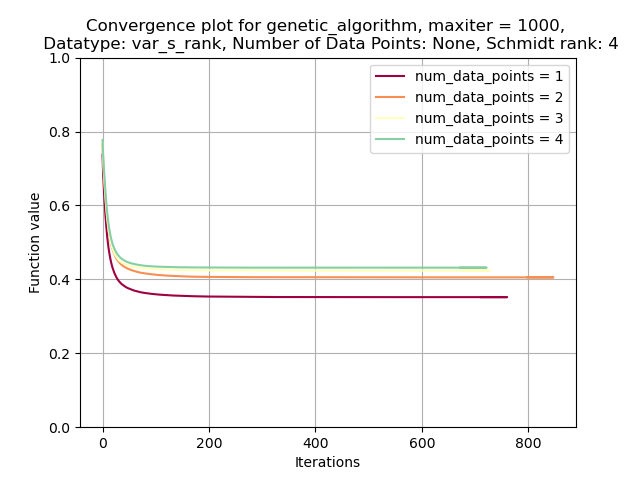 Convergence plot for genetic_algorithm, maxiter = 1000,
Datatype: var_s_rank, Number of Data Points: None, Schmidt rank: 4
1.0
0.8
0.6
0.4
0.2
0.0
Function value
num_data_points = 1
num_data_points = 2
num_data_points = 3
num_data_points = 4
0 200 400 600 800
Iterations